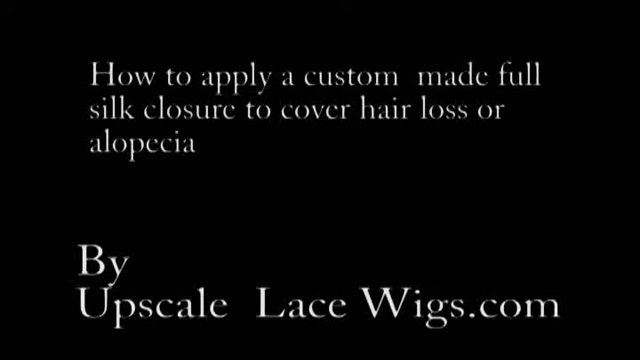 How to apply a custom made full
silk closure to cover hair loss or
alopecia
By
Upscale Lace Wigs.com